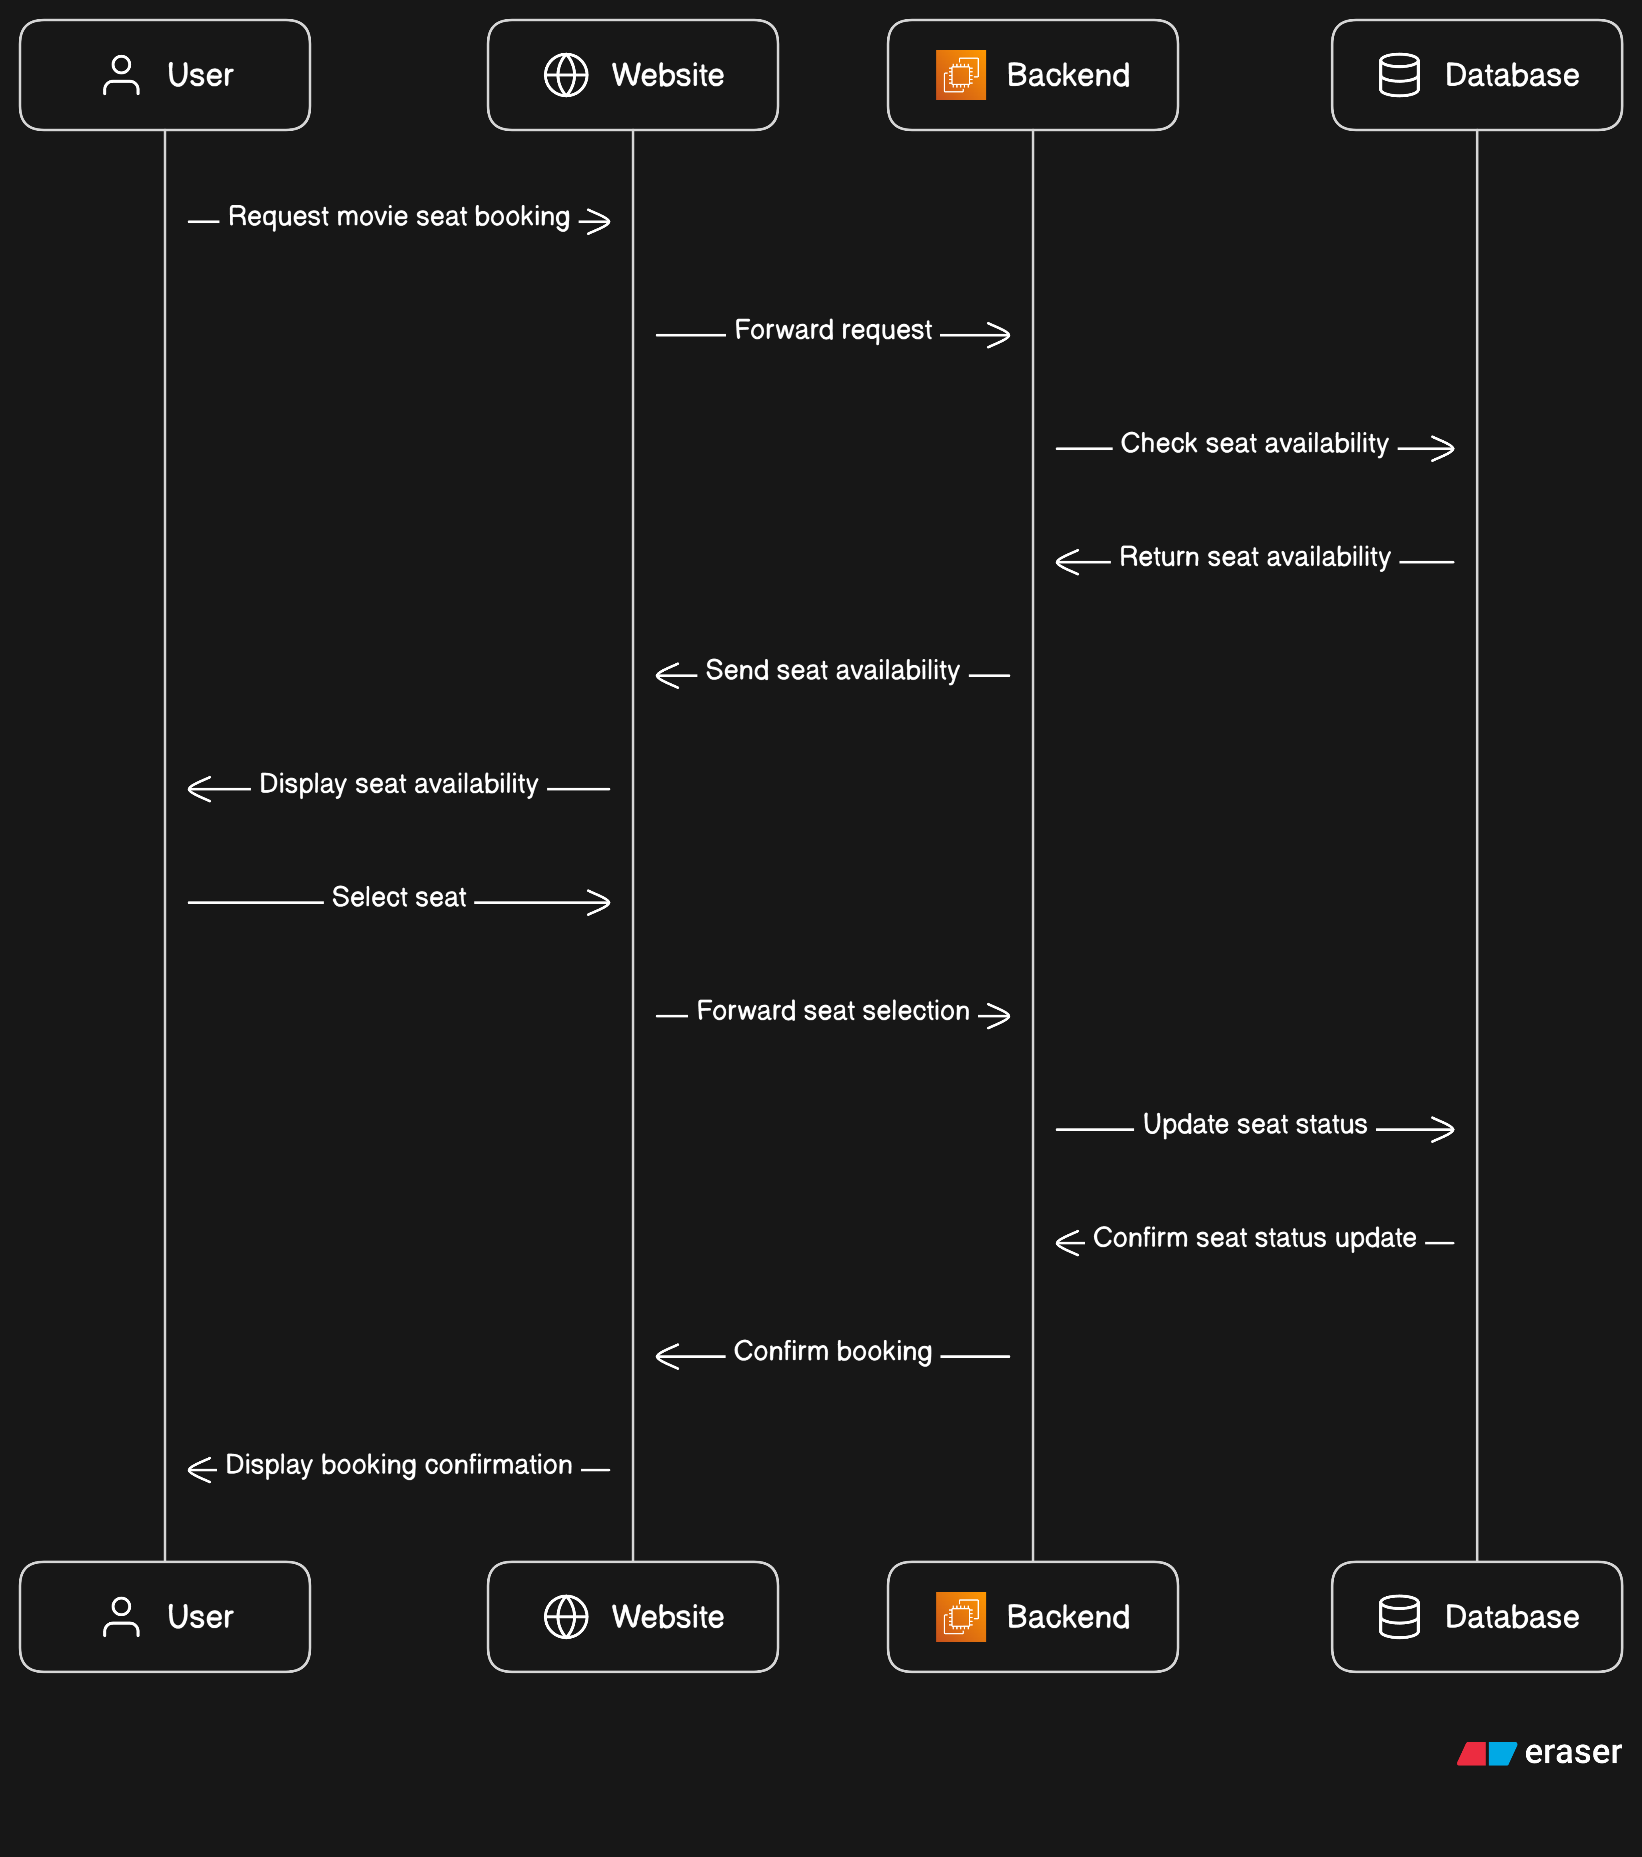 User
Website
Backend
Database
Request movie seat booking
Forward request
Check seat availability
Return seat availability
Send seat availability
Display seat availability
Select seat
Forward seat selection
Update seat status
Confirm seat status update
Confirm booking
Display booking confirmation
User
Website
Backend
Database
eraser